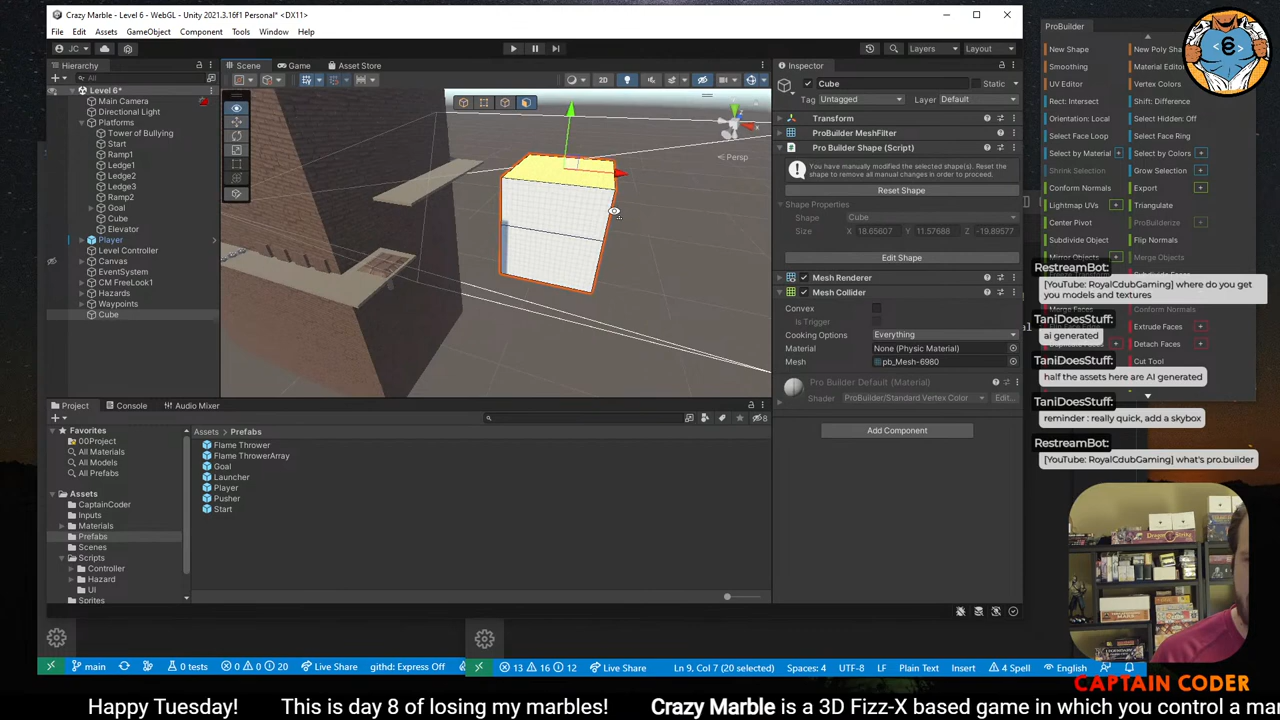 Crazy Marble - Level 6 - WebGL - Unity 2021.3.16f1 Personal* <DX11>
File Edit Assets GameObject Component Tools Window Help
JC
Layers Layout
Hierarchy
All
Level 6*
Main Camera
Directional Light
Platforms
Tower of Bullying
Start
Ramp1
Ledge1
Ledge2
Ledge3
Ramp2
Goal
Cube
Elevator
Player
Level Controller
Canvas
EventSystem
CM FreeLook1
Hazards
Waypoints
Cube
Scene Game Asset Store
2D
Persp
Inspector
Cube Static
Tag Untagged Layer Default
Transform
ProBuilder MeshFilter
Pro Builder Shape (Script)
You have manually modified the selected shape(s). Reset the shape to remove all manual changes in order to proceed.
Reset Shape
Shape Properties
Shape Cube
Size X 18.65607 Y 11.57688 Z -19.89577
Edit Shape
Mesh Renderer
Mesh Collider
Convex
Is Trigger
Cooking Options Everything
Material None (Physic Material)
Mesh pb_Mesh-6980
Pro Builder Default (Material)
Shader ProBuilder/Standard Vertex Color Edit...
Add Component
Project Console Audio Mixer
8
Favorites
00Project
All Materials
All Models
All Prefabs
Assets
CaptainCoder
Inputs
Materials
Prefabs
Scenes
Scripts
Controller
Hazard
UI
Sprites
Assets > Prefabs
Flame Thrower
Flame ThrowerArray
Goal
Launcher
Player
Pusher
Start
ProBuilder
New Shape New Poly Sha
Smoothing Material Editor
UV Editor Vertex Colors
Rect: Intersect Shift: Difference
Orientation: Local Select Hidden: Off
Select Face Loop Select Face Ring
Select by Material Select by Colors
Shrink Selection Grow Selection
Conform Normals Export
Lightmap UVs Triangulate
Center Pivot ProBuilderize
Subdivide Object Flip Normals
Mirror Objects Merge Objects
Conform Normals
Extrude Faces
Detach Faces
Cut Tool
RestreamBot:
[YouTube: RoyalCdubGaming] where do you get you models and textures
TaniDoesStuff:
ai generated
TaniDoesStuff:
half the assets here are AI generated
TaniDoesStuff:
reminder : really quick, add a skybox
RestreamBot:
[YouTube: RoyalCdubGaming] what's pro.builder
main 0 tests 0 0 20 Live Share githd: Express Off
13 16 12 Live Share Ln 9, Col 7 (20 selected) Spaces: 4 UTF-8 LF Plain Text Insert 4 Spell English
CAPTAIN CODER
Happy Tuesday! This is day 8 of losing my marbles! Crazy Marble is a 3D Fizz-X based game in which you control a mar